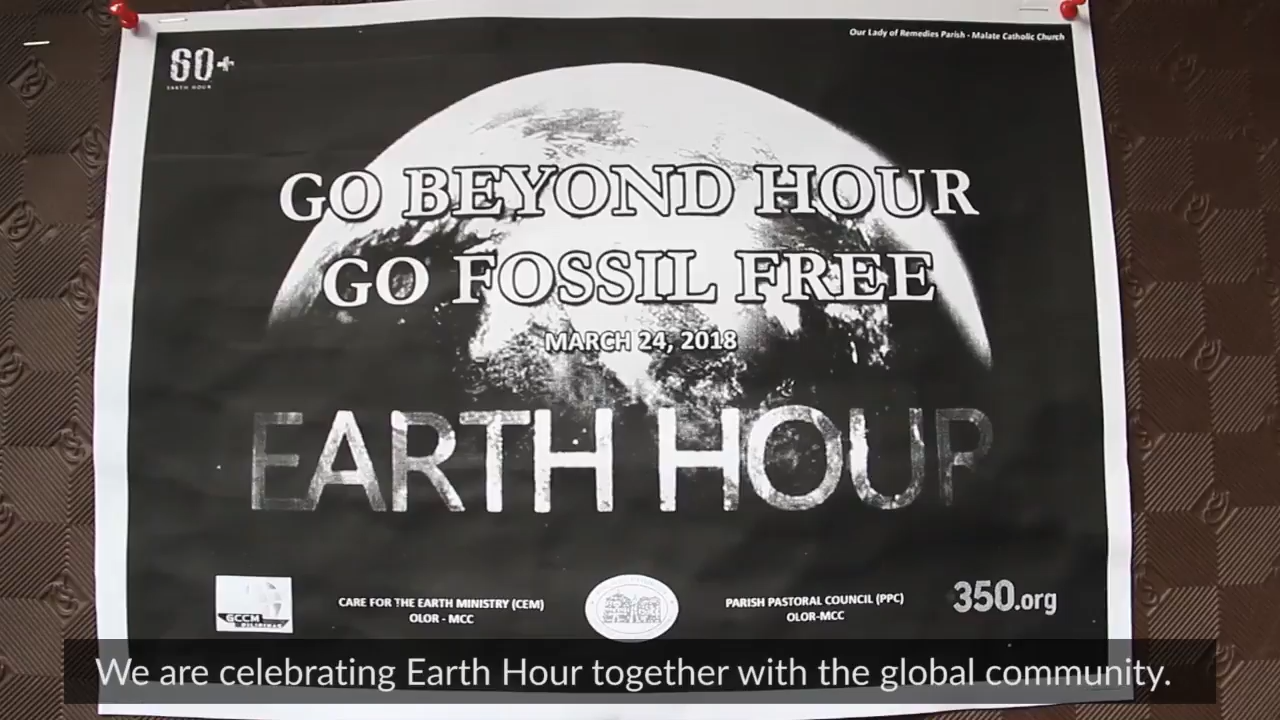 Our Lady of Remedies Parish - Malate Catholic Church
60+
EARTH HOUR
GO BEYOND HOUR
GO FOSSIL FREE
MARCH 24, 2018
EARTH HOUR
GCCM
PILIPINAS
CARE FOR THE EARTH MINISTRY (CEM)
OLOR - MCC
PARISH PASTORAL COUNCIL (PPC)
OLOR-MCC
350.org
We are celebrating Earth Hour together with the global community.